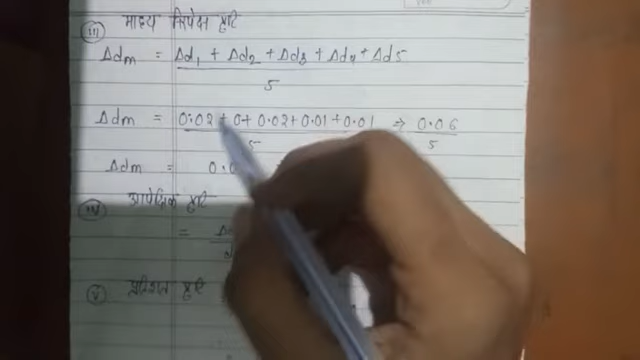 (iii) माध्य निरपेक्ष त्रुटि
Δdm = Δd1 + Δd2 + Δd3 + Δd4 + Δd5
5
Δdm = 0.02 + 0 + 0.02 + 0.01 + 0.01 ⇒ 0.06
5 5
Δdm = 0.0
(iv) आपेक्षिक त्रुटि
=
(v) प्रतिशत त्रुटि